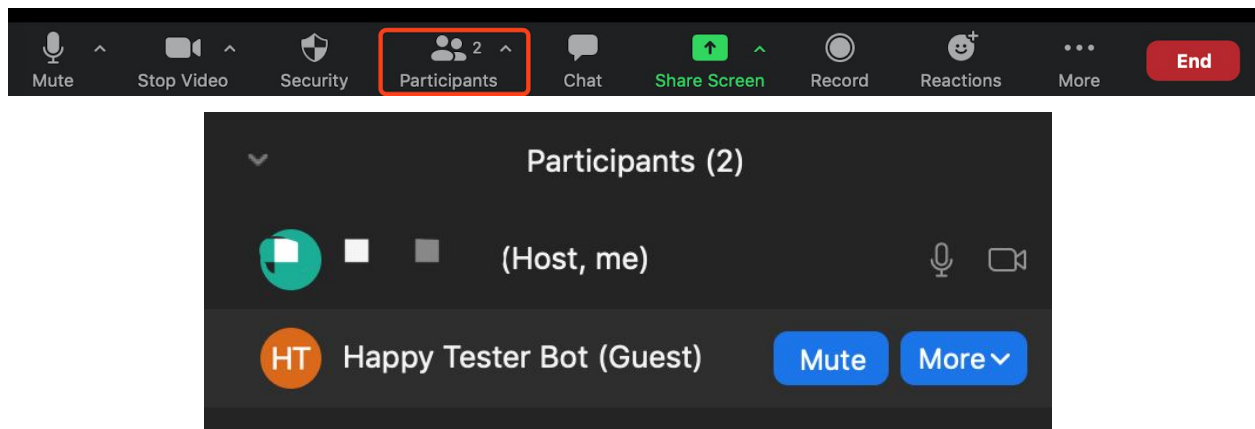 2
Mute Stop Video Security Participants Chat Share Screen Record Reactions More End
Participants (2)
(Host, me)
HT Happy Tester Bot (Guest) Mute More